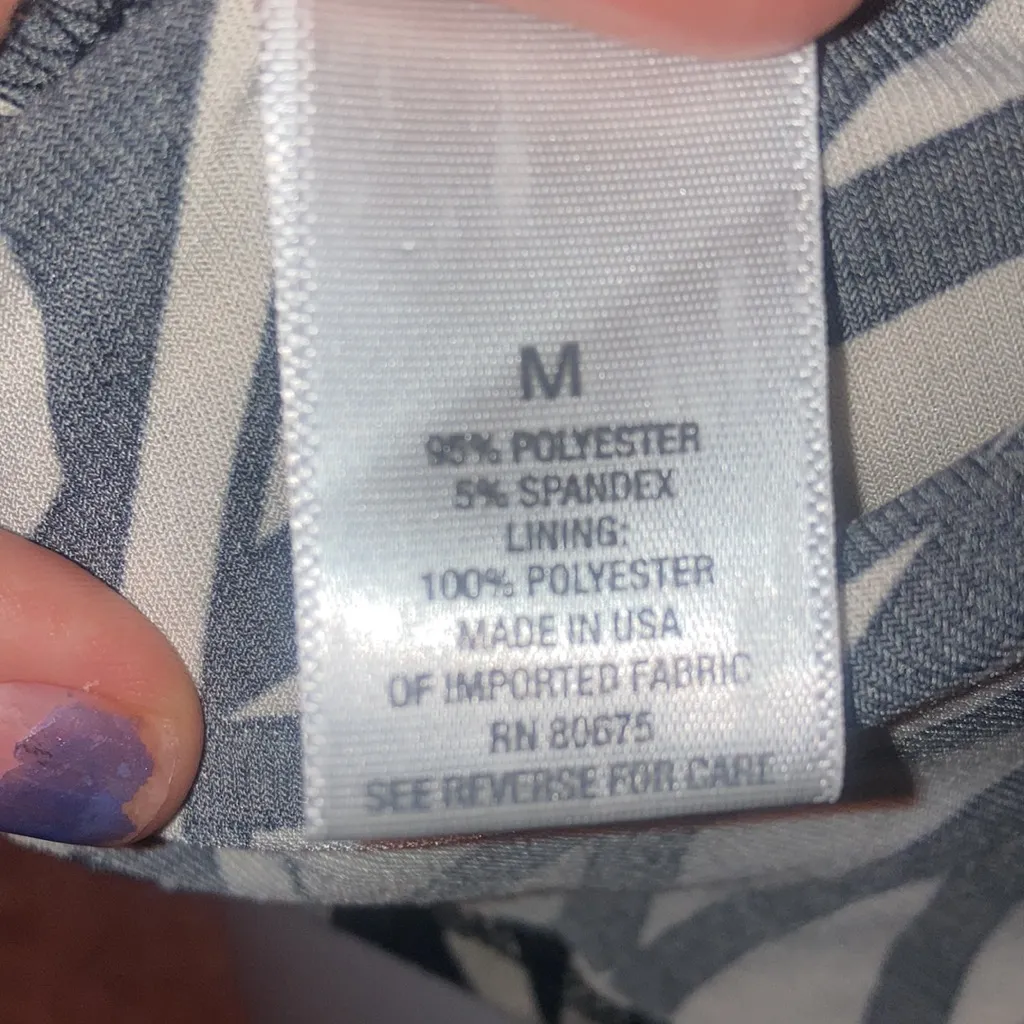 M
95% POLYESTER
5% SPANDEX
LINING:
100% POLYESTER
MADE IN USA
OF IMPORTED FABRIC
RN 80675
SEE REVERSE FOR CARE